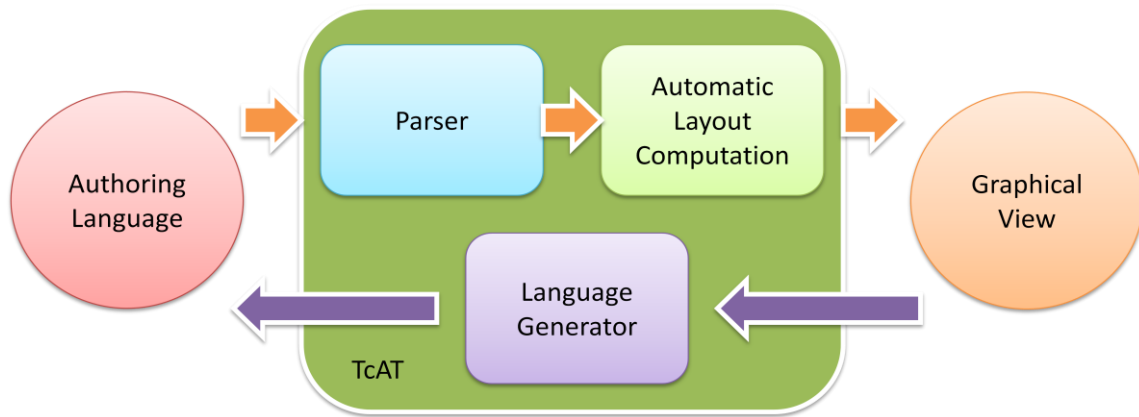 Authoring
Language
Parser
Automatic
Layout
Computation
Graphical
View
Language
Generator
TcAT